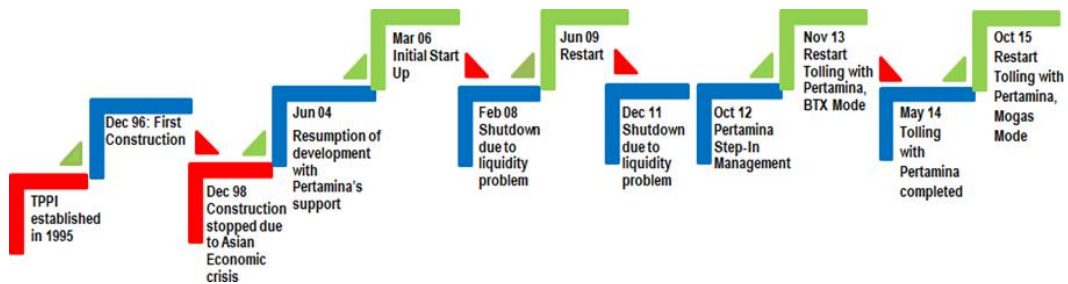 TPPI
established
in 1995
Dec 96: First
Construction
Dec 98
Construction
stopped due
to Asian
Economic
crisis
Jun 04
Resumption of
development
with
Pertamina's
support
Mar 06
Initial Start
Up
Feb 08
Shutdown
due to
liquidity
problem
Jun 09
Restart
Dec 11
Shutdown
due to
liquidity
problem
Oct 12
Pertamina
Step-In
Management
Nov 13
Restart
Tolling with
Pertamina,
BTX Mode
May 14
Tolling
with
Pertamina
completed
Oct 15
Restart
Tolling with
Pertamina,
Mogas
Mode